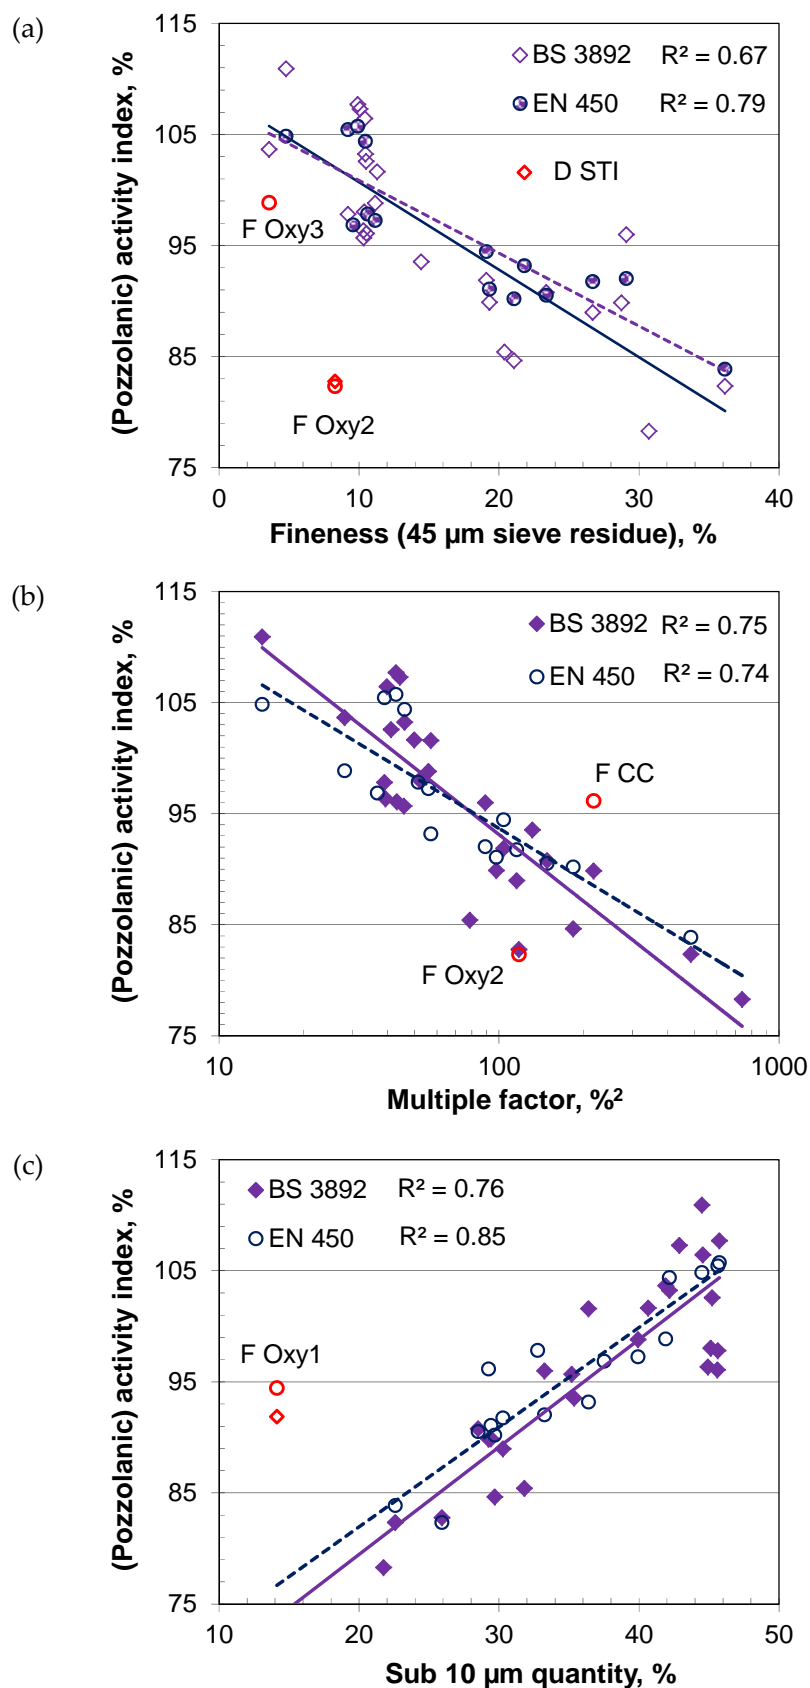 (a)
(Pozzolanic) activity index, %
115
105
95
85
75
BS 3892 R² = 0.67
EN 450 R² = 0.79
D STI
F Oxy3
F Oxy2
0 10 20 30 40
Fineness (45 µm sieve residue), %
(b)
(Pozzolanic) activity index, %
115
105
95
85
75
BS 3892 R² = 0.75
EN 450 R² = 0.74
F CC
F Oxy2
10 100 1000
Multiple factor, %²
(c)
(Pozzolanic) activity index, %
115
105
95
85
75
BS 3892 R² = 0.76
EN 450 R² = 0.85
F Oxy1
10 20 30 40 50
Sub 10 µm quantity, %